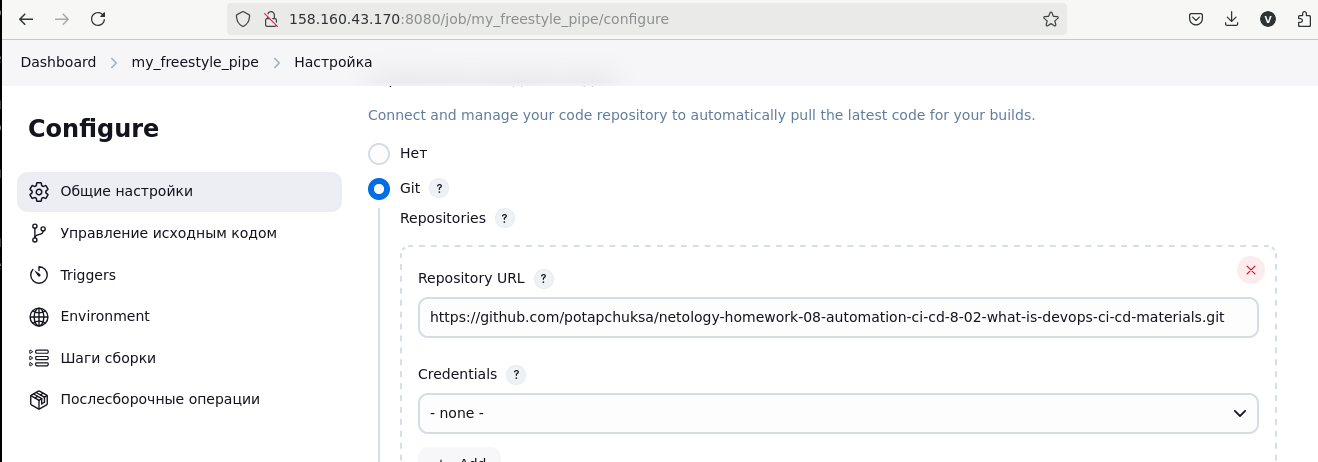 158.160.43.170:8080/job/my_freestyle_pipe/configure
V
Dashboard > my_freestyle_pipe > Настройка
Configure
Общие настройки
Управление исходным кодом
Triggers
Environment
Шаги сборки
Послесборочные операции
Connect and manage your code repository to automatically pull the latest code for your builds.
Нет
Git ?
Repositories ?
Repository URL ?
https://github.com/potapchuksa/netology-homework-08-automation-ci-cd-8-02-what-is-devops-ci-cd-materials.git
Credentials ?
- none -
+ Add